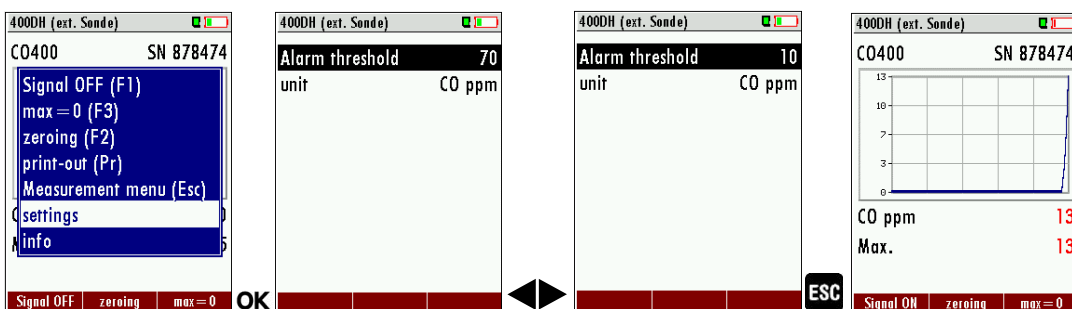 400DH (ext. Sonde)
CO400 SN 878474
Signal OFF (F1)
max=0 (F3)
zeroing (F2)
print-out (Pr)
Measurement menu (Esc)
settings
info
Signal OFF zeroing max=0
OK
400DH (ext. Sonde)
Alarm threshold 70
unit CO ppm
400DH (ext. Sonde)
Alarm threshold 10
unit CO ppm
ESC
400DH (ext. Sonde)
CO400 SN 878474
13
10
7
3
0
CO ppm 13
Max. 13
Signal ON zeroing max=0